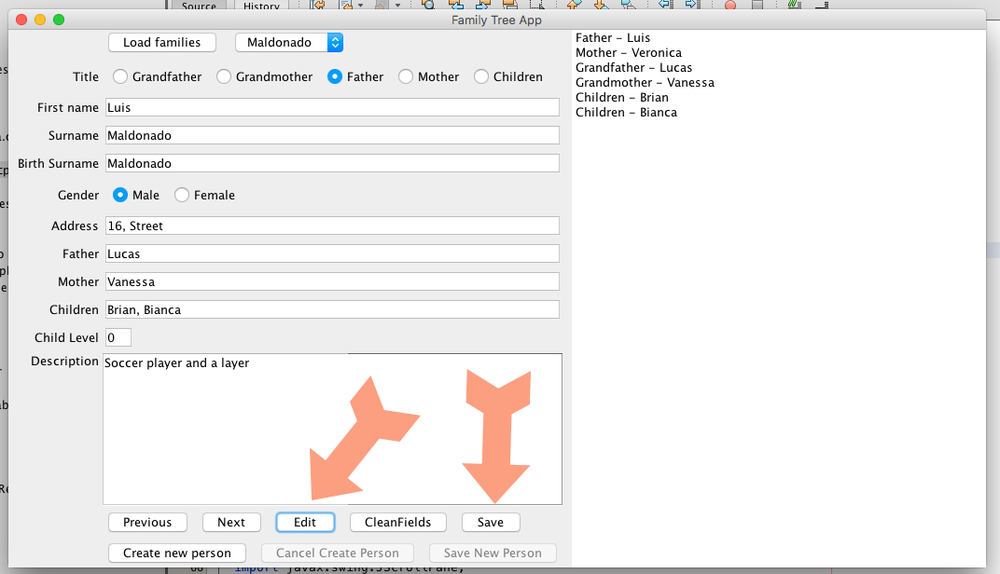 Source History
Family Tree App
Load families Maldonado
Title Grandfather Grandmother Father Mother Children
First name Luis
Surname Maldonado
Birth Surname Maldonado
Gender Male Female
Address 16, Street
Father Lucas
Mother Vanessa
Children Brian, Bianca
Child Level 0
Description Soccer player and a layer
Previous Next Edit CleanFields Save
Create new person Cancel Create Person Save New Person
Father - Luis
Mother - Veronica
Grandfather - Lucas
Grandmother - Vanessa
Children - Brian
Children - Bianca
import javax.swing.JScrollPane;